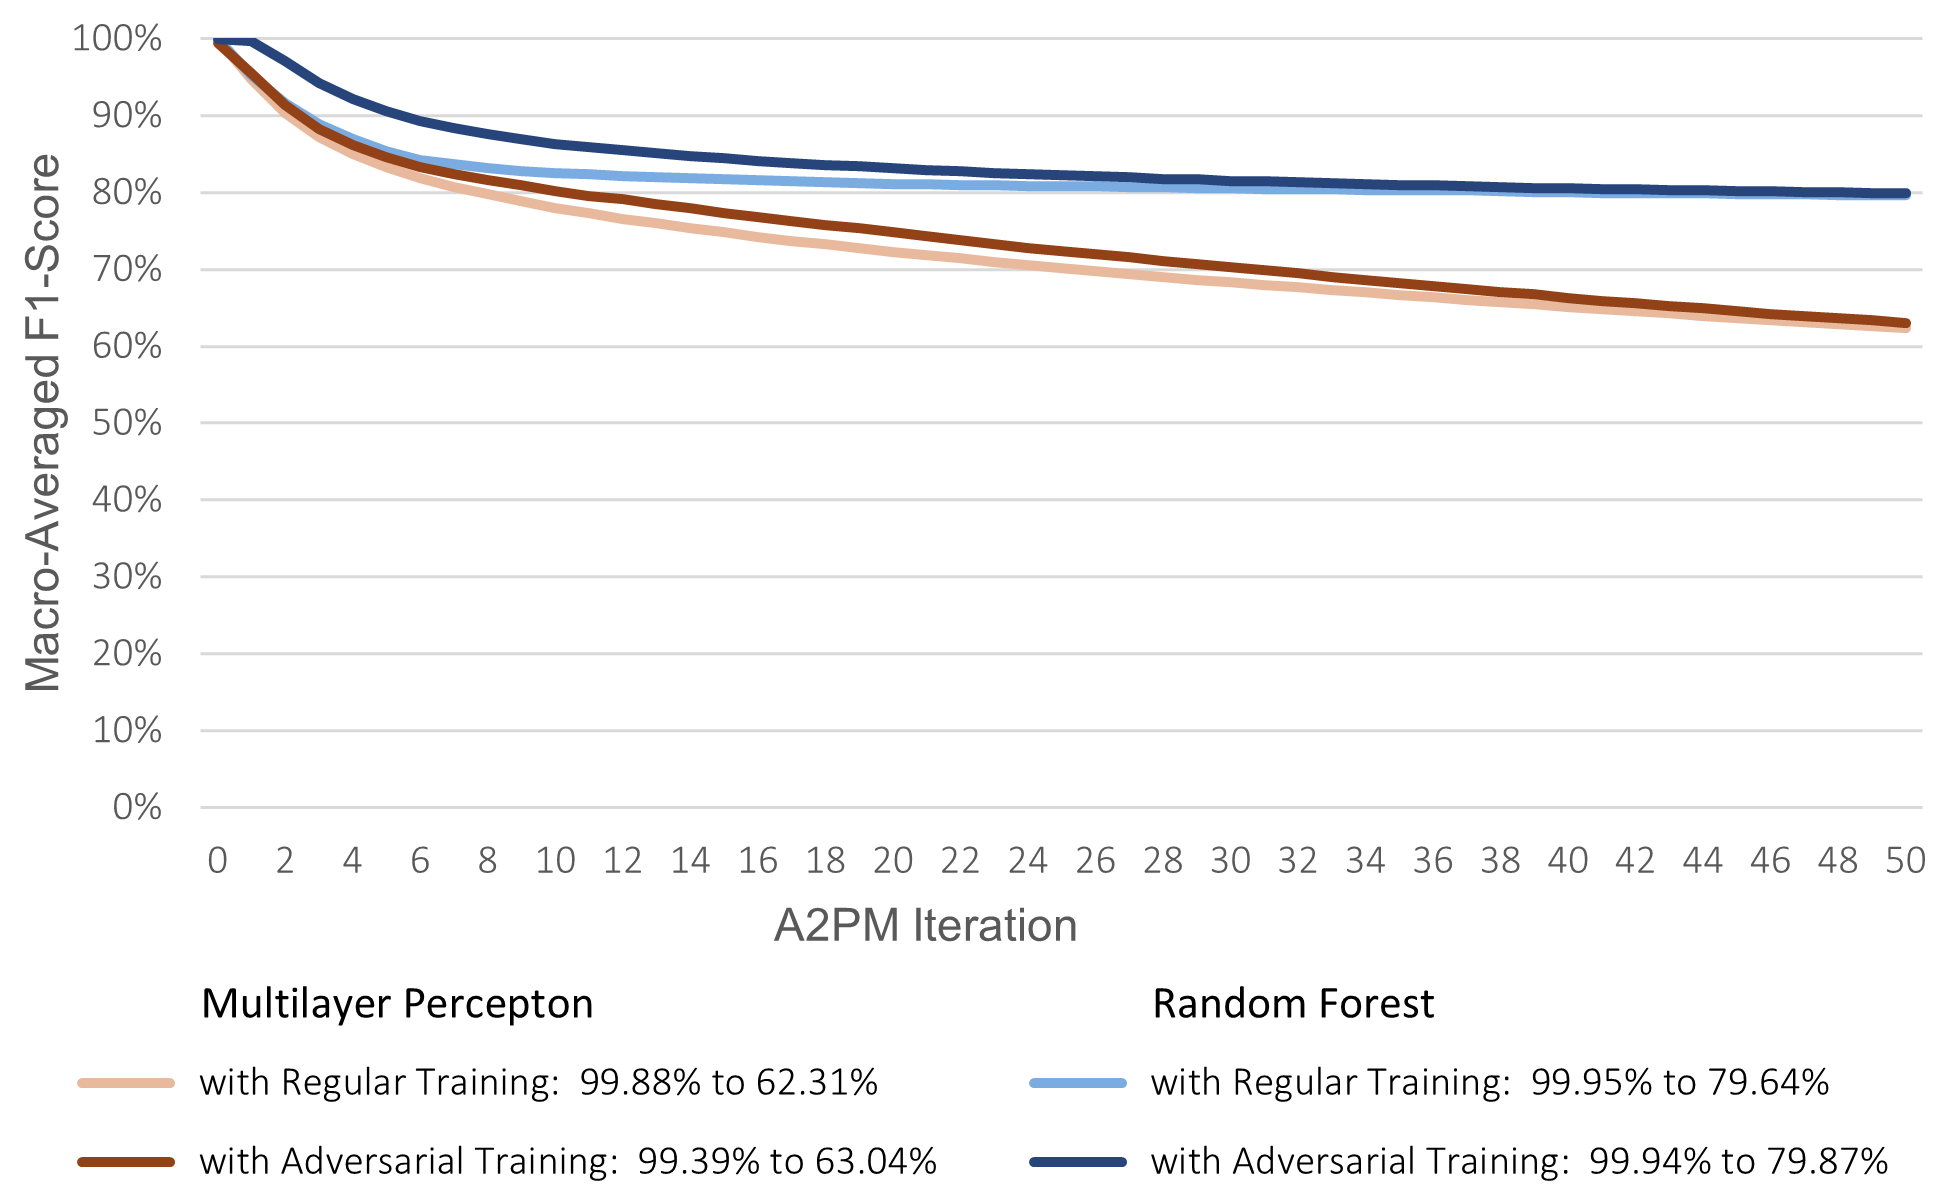 Macro-Averaged F1-Score
100%
90%
80%
70%
60%
50%
40%
30%
20%
10%
0%
0 2 4 6 8 10 12 14 16 18 20 22 24 26 28 30 32 34 36 38 40 42 44 46 48 50
A2PM Iteration
Multilayer Percepton
with Regular Training: 99.88% to 62.31%
with Adversarial Training: 99.39% to 63.04%
Random Forest
with Regular Training: 99.95% to 79.64%
with Adversarial Training: 99.94% to 79.87%